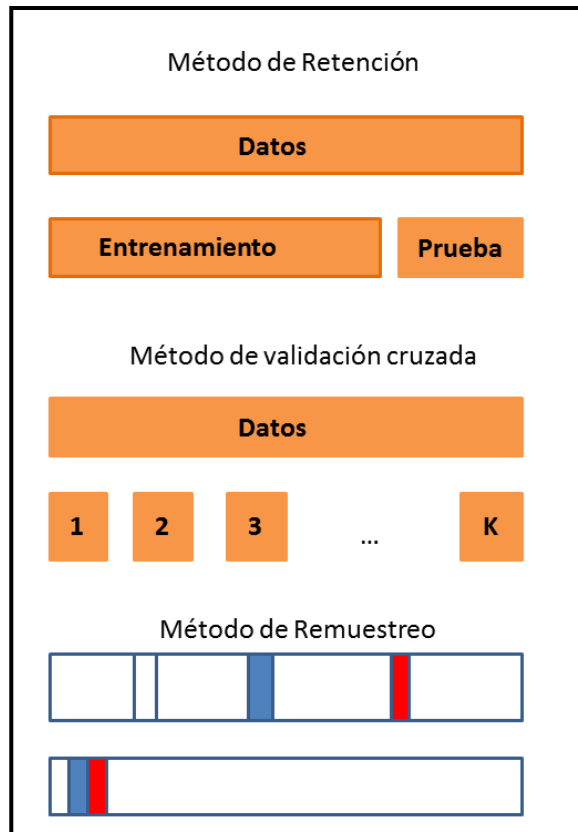 Método de Retención
Datos
Entrenamiento Prueba
Método de validación cruzada
Datos
1 2 3 ... K
Método de Remuestreo